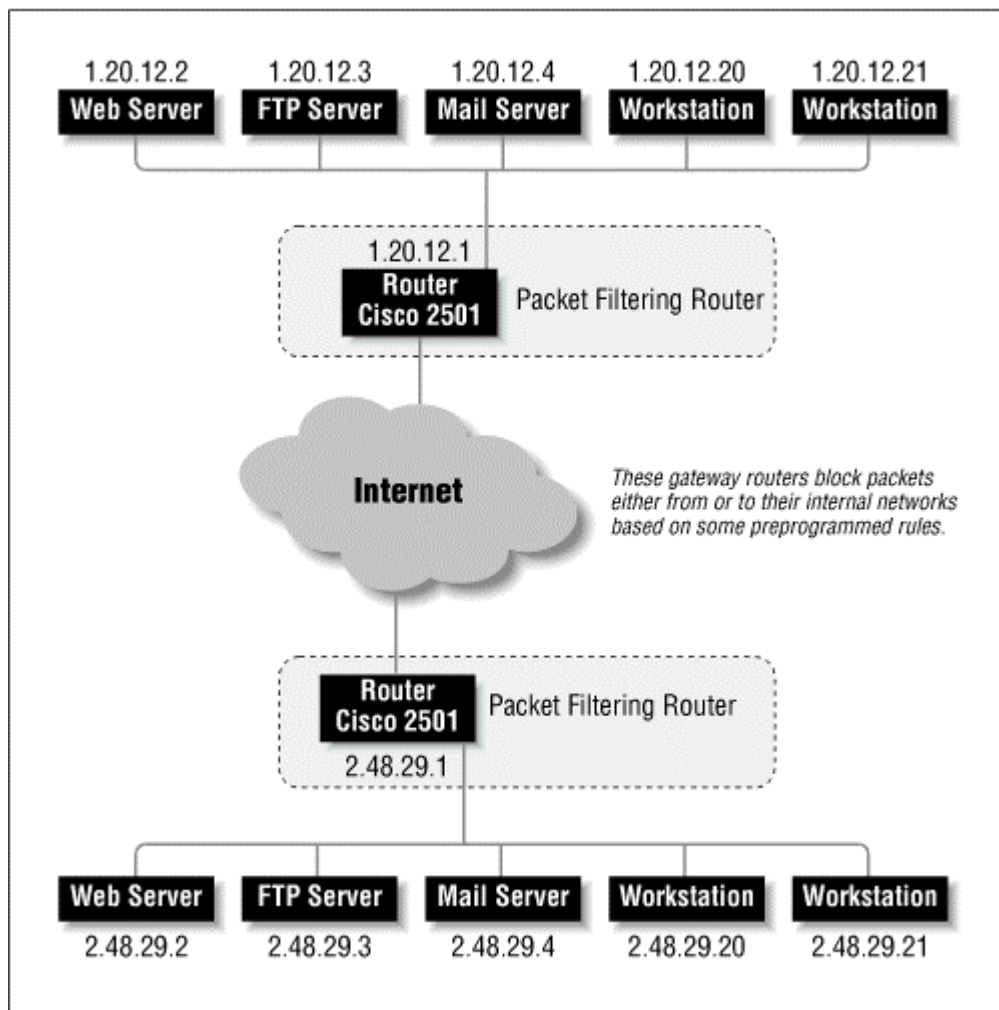 1.20.12.2 1.20.12.3 1.20.12.4 1.20.12.20 1.20.12.21
Web Server FTP Server Mail Server Workstation Workstation
1.20.12.1
Router
Cisco 2501
Packet Filtering Router
Internet
These gateway routers block packets
either from or to their internal networks
based on some preprogrammed rules.
Router
Cisco 2501
Packet Filtering Router
2.48.29.1
Web Server FTP Server Mail Server Workstation Workstation
2.48.29.2 2.48.29.3 2.48.29.4 2.48.29.20 2.48.29.21